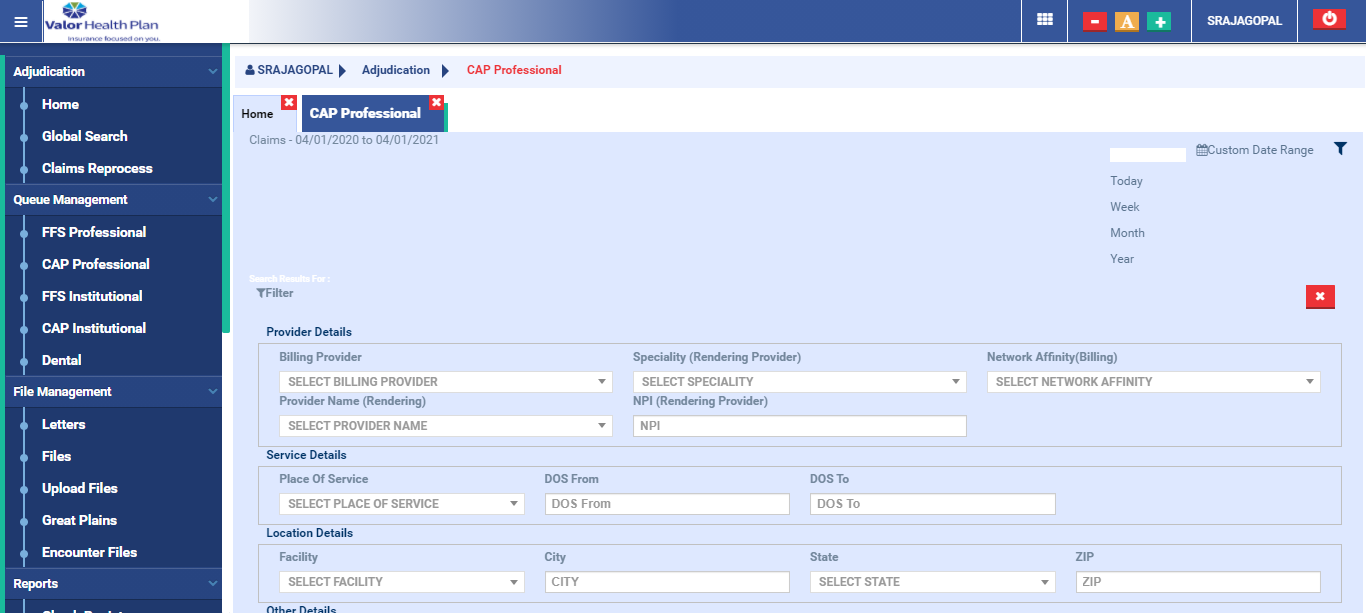 Valor Health Plan
Insurance focused on you.
A
SRAJAGOPAL
Adjudication
Home
Global Search
Claims Reprocess
Queue Management
FFS Professional
CAP Professional
FFS Institutional
CAP Institutional
Dental
File Management
Letters
Files
Upload Files
Great Plains
Encounter Files
Reports
SRAJAGOPAL Adjudication CAP Professional
Home CAP Professional
Claims - 04/01/2020 to 04/01/2021
Custom Date Range
Today
Week
Month
Year
Search Results For :
Filter
Provider Details
Billing Provider Speciality (Rendering Provider) Network Affinity(Billing)
SELECT BILLING PROVIDER SELECT SPECIALITY SELECT NETWORK AFFINITY
Provider Name (Rendering) NPI (Rendering Provider)
SELECT PROVIDER NAME NPI
Service Details
Place Of Service DOS From DOS To
SELECT PLACE OF SERVICE DOS From DOS To
Location Details
Facility City State ZIP
SELECT FACILITY CITY SELECT STATE ZIP
Other Details